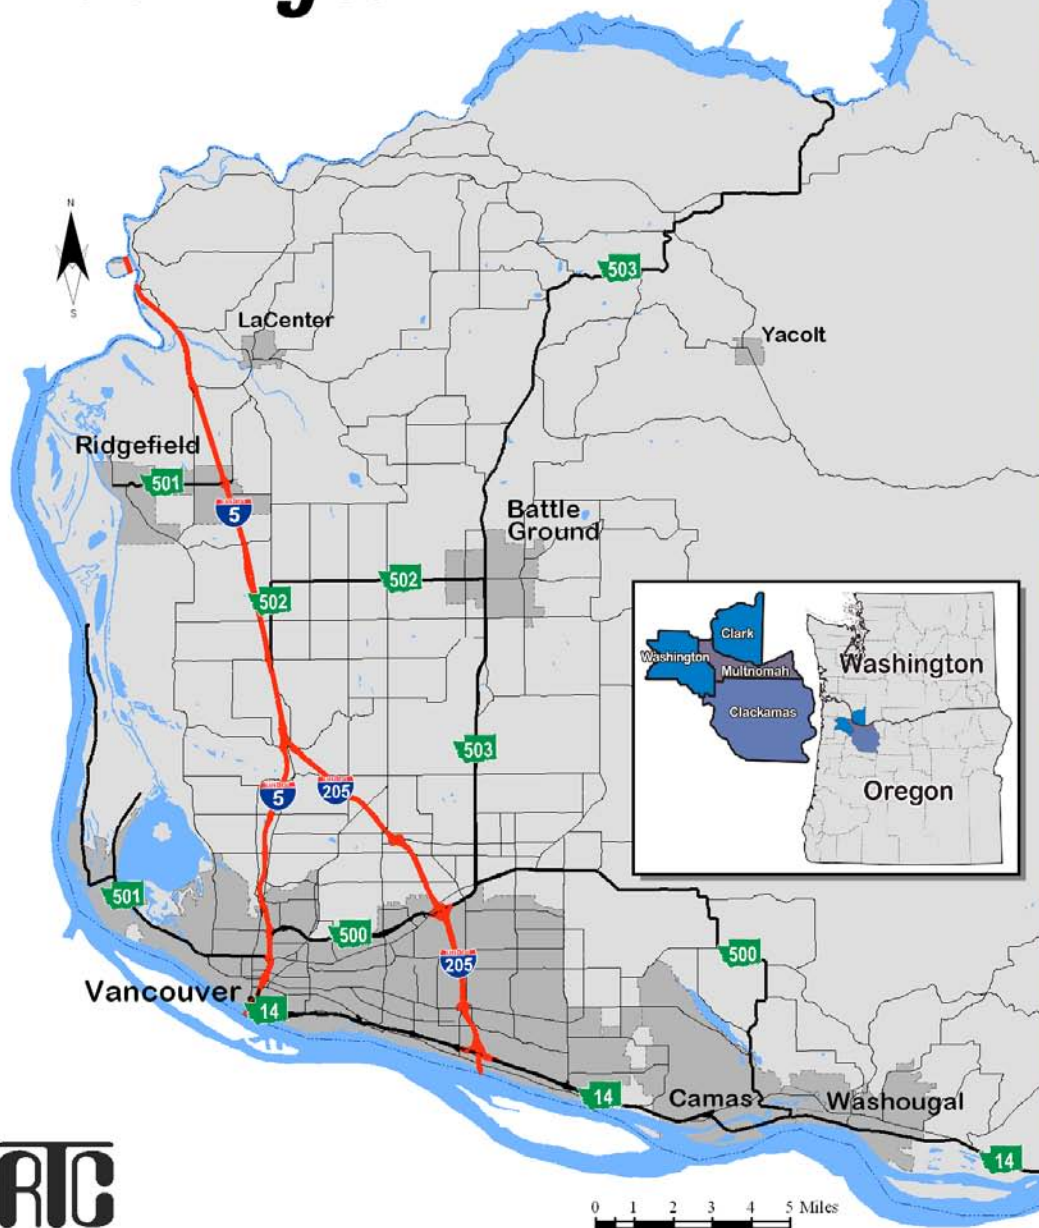 N
S
503
LaCenter
Yacolt
Ridgefield
501
5
Battle
Ground
502
502
Clark
Washington
Multnomah
Clackamas
Washington
Oregon
503
5
205
501
500
500
205
Vancouver
14
14
Camas
Washougal
14
RTC
0 1 2 3 4 5 Miles